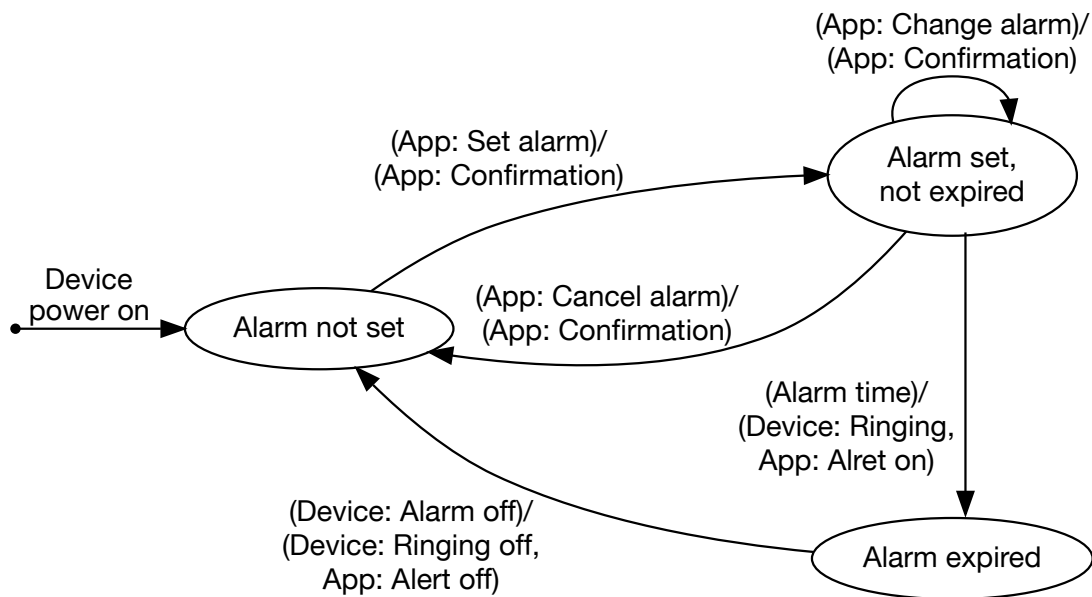 (App: Change alarm)/
(App: Confirmation)
(App: Set alarm)/
(App: Confirmation)
Alarm set,
not expired
Device
power on
Alarm not set
(App: Cancel alarm)/
(App: Confirmation)
(Alarm time)/
(Device: Ringing,
App: Alret on)
(Device: Alarm off)/
(Device: Ringing off,
App: Alert off)
Alarm expired